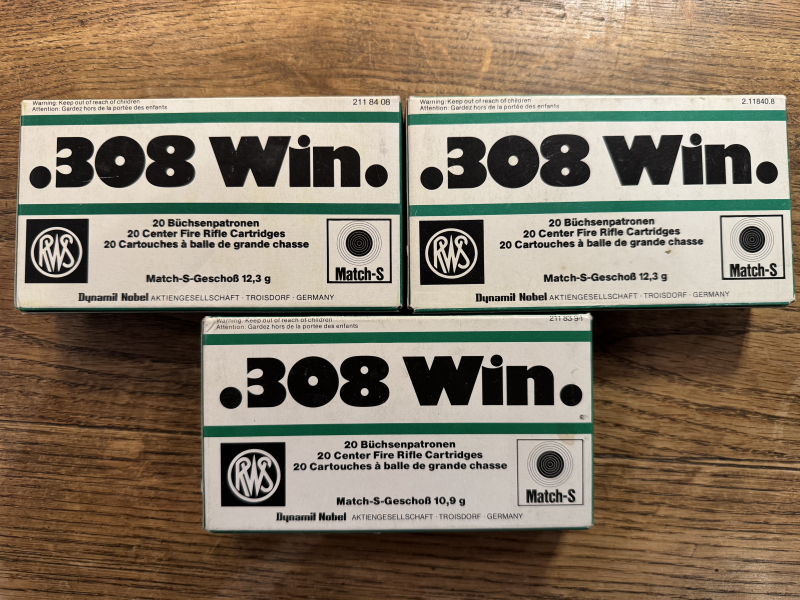 Warning: Keep out of reach of children
Attention: Gardez hors de la portée des enfants
211 84 08
.308 Win.
20 Büchsenpatronen
20 Center Fire Rifle Cartridges
20 Cartouches à balle de grande chasse
RWS
Match-S
Match-S-Geschoß 12,3 g
Dynamit Nobel AKTIENGESELLSCHAFT · TROISDORF · GERMANY
Warning: Keep out of reach of children
Attention: Gardez hors de la portée des enfants
2.11840.8
.308 Win.
20 Büchsenpatronen
20 Center Fire Rifle Cartridges
20 Cartouches à balle de grande chasse
RWS
Match-S
Match-S-Geschoß 12,3 g
Dynamit Nobel AKTIENGESELLSCHAFT · TROISDORF · GERMANY
Warning: Keep out of reach of children
Attention: Gardez hors de la portée des enfants
211 83 94
.308 Win.
20 Büchsenpatronen
20 Center Fire Rifle Cartridges
20 Cartouches à balle de grande chasse
RWS
Match-S
Match-S-Geschoß 10,9 g
Dynamit Nobel AKTIENGESELLSCHAFT · TROISDORF · GERMANY